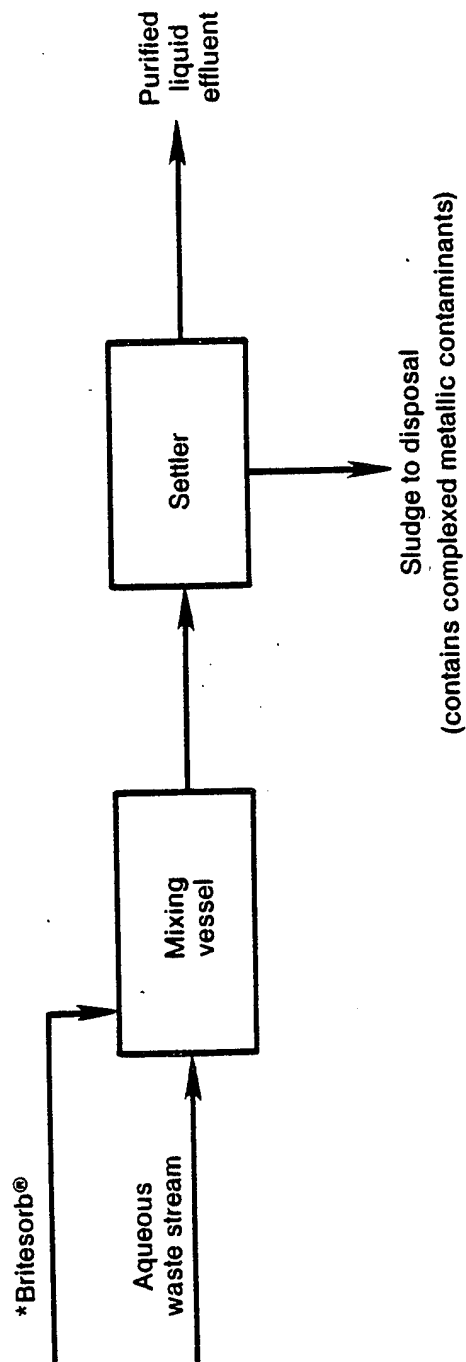 *Britesorb®
Aqueous
waste stream
Mixing
vessel
Settler
Purified
liquid
effluent
Sludge to disposal
(contains complexed metallic contaminants)